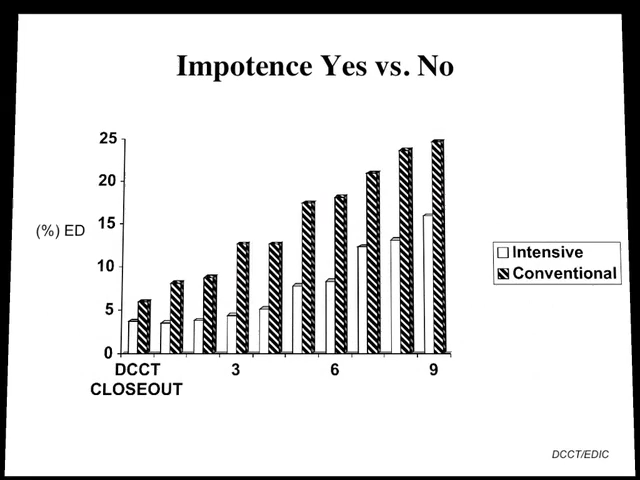 Impotence Yes vs. No
25
20
15
(%) ED
10
5
0
DCCT 3 6 9
CLOSEOUT
Intensive
Conventional
DCCT/EDIC